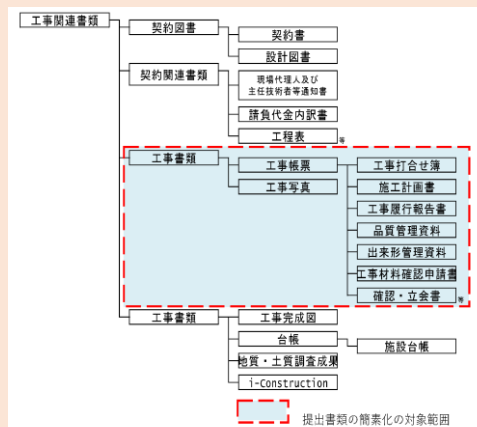 工事関連書類
契約図書
契約書
設計図書
契約関連書類
現場代理人及び
主任技術者等通知書
請負代金内訳書
工程表
等
工事書類
工事帳票
工事打合せ簿
工事写真
施工計画書
工事履行報告書
品質管理資料
出来形管理資料
工事材料確認申請書
確認・立会書
等
工事書類
工事完成図
台帳
施設台帳
地質・土質調査成果
i-Construction
提出書類の簡素化の対象範囲